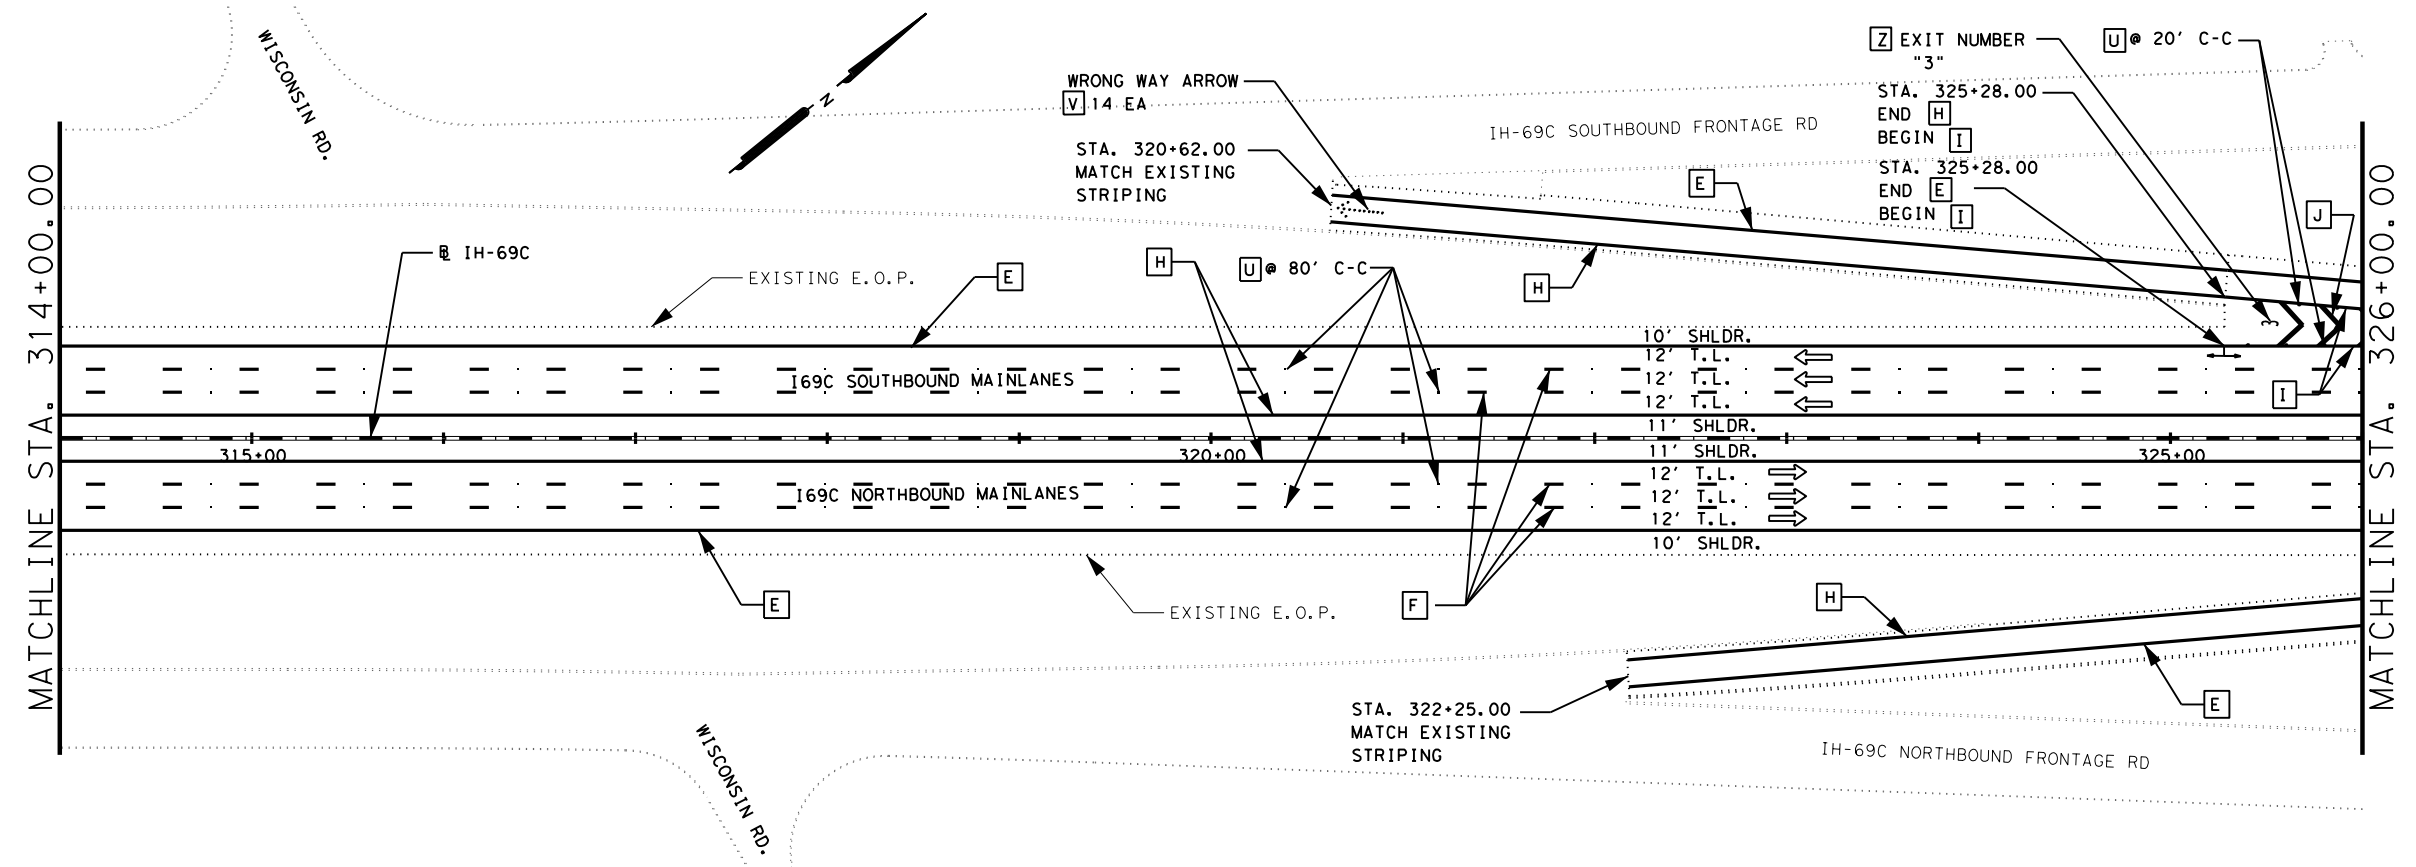 WISCONSIN RD.
N
WRONG WAY ARROW
V 14 EA
STA. 320+62.00
MATCH EXISTING
STRIPING
Z EXIT NUMBER
"3"
U @ 20' C-C
STA. 325+28.00
END H
BEGIN I
STA. 325+28.00
END E
BEGIN I
IH-69C SOUTHBOUND FRONTAGE RD
E
J
MATCHLINE STA. 314+00.00
MATCHLINE STA. 326+00.00
℄ IH-69C
EXISTING E.O.P.
E
H
U @ 80' C-C
H
3
10' SHLDR.
12' T.L.
12' T.L.
12' T.L.
11' SHLDR.
I69C SOUTHBOUND MAINLANES
I
315+00
320+00
325+00
11' SHLDR.
12' T.L.
12' T.L.
12' T.L.
10' SHLDR.
I69C NORTHBOUND MAINLANES
E
EXISTING E.O.P.
F
H
E
STA. 322+25.00
MATCH EXISTING
STRIPING
IH-69C NORTHBOUND FRONTAGE RD
WISCONSIN RD.